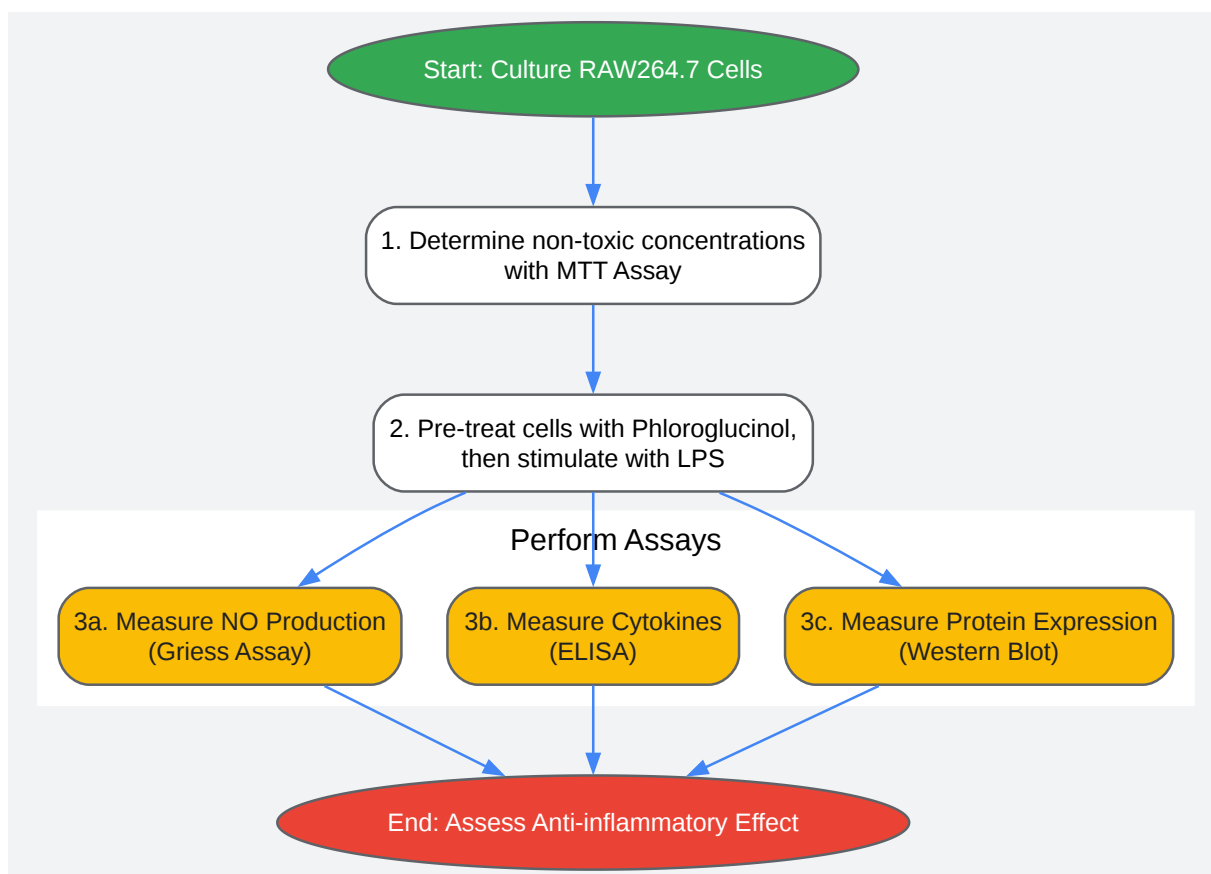 Start: Culture RAW264.7 Cells
1. Determine non-toxic concentrations
with MTT Assay
2. Pre-treat cells with Phloroglucinol,
then stimulate with LPS
Perform Assays
3a. Measure NO Production
(Griess Assay)
3b. Measure Cytokines
(ELISA)
3c. Measure Protein Expression
(Western Blot)
End: Assess Anti-inflammatory Effect